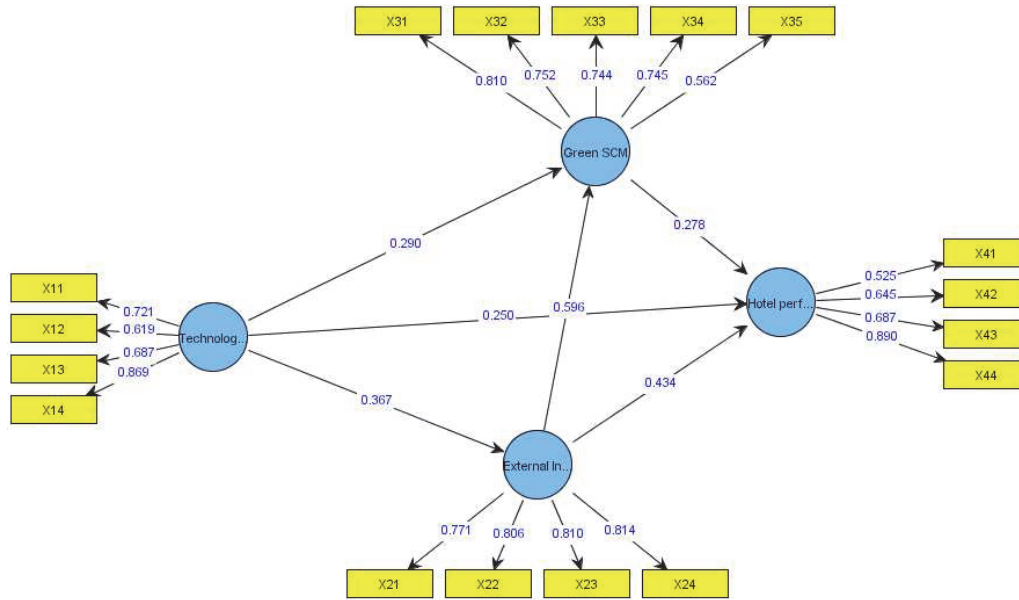 X31 X32 X33 X34 X35
0.810 0.752 0.744 0.745 0.562
Green SCM
0.290
0.278
X11
X12
X13
X14
0.721
0.619
0.687
0.869
Technolog...
0.250
0.596
Hotel perf...
0.525
0.645
0.687
0.890
X41
X42
X43
X44
0.367
0.434
External In...
0.771 0.806 0.810 0.814
X21 X22 X23 X24